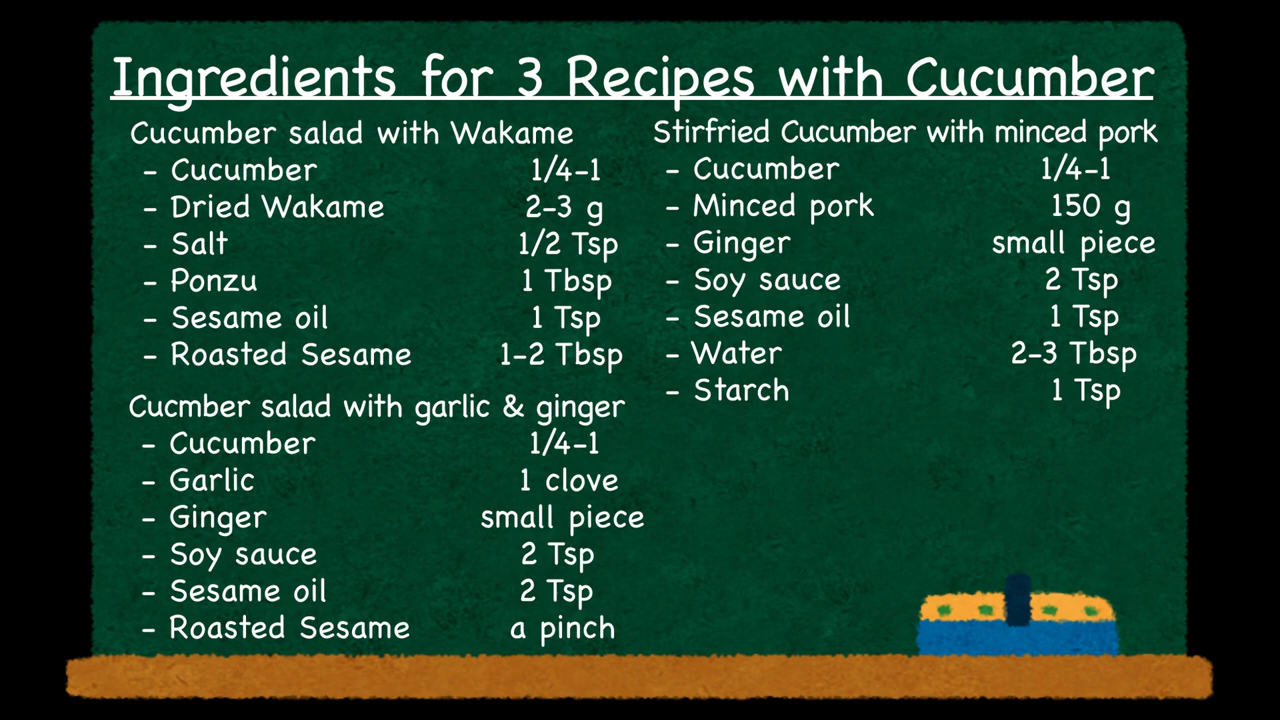 Ingredients for 3 Recipes with Cucumber
Cucumber salad with Wakame
- Cucumber 1/4-1
- Dried Wakame 2-3 g
- Salt 1/2 Tsp
- Ponzu 1 Tbsp
- Sesame oil 1 Tsp
- Roasted Sesame 1-2 Tbsp
Cucmber salad with garlic & ginger
- Cucumber 1/4-1
- Garlic 1 clove
- Ginger small piece
- Soy sauce 2 Tsp
- Sesame oil 2 Tsp
- Roasted Sesame a pinch
Stirfried Cucumber with minced pork
- Cucumber 1/4-1
- Minced pork 150 g
- Ginger small piece
- Soy sauce 2 Tsp
- Sesame oil 1 Tsp
- Water 2-3 Tbsp
- Starch 1 Tsp